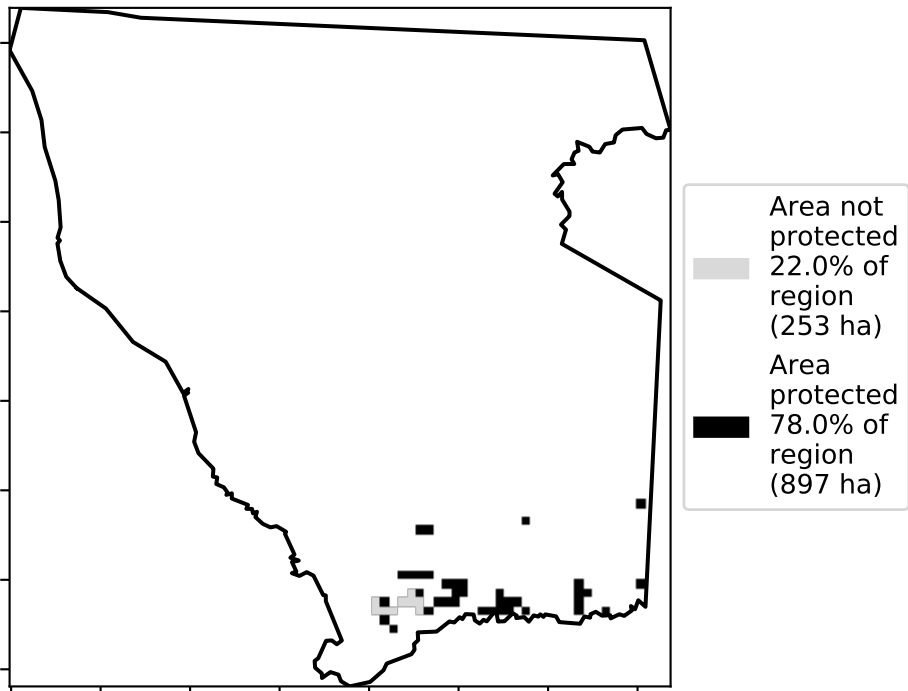 Area not
protected
22.0% of
region
(253 ha)
Area
protected
78.0% of
region
(897 ha)